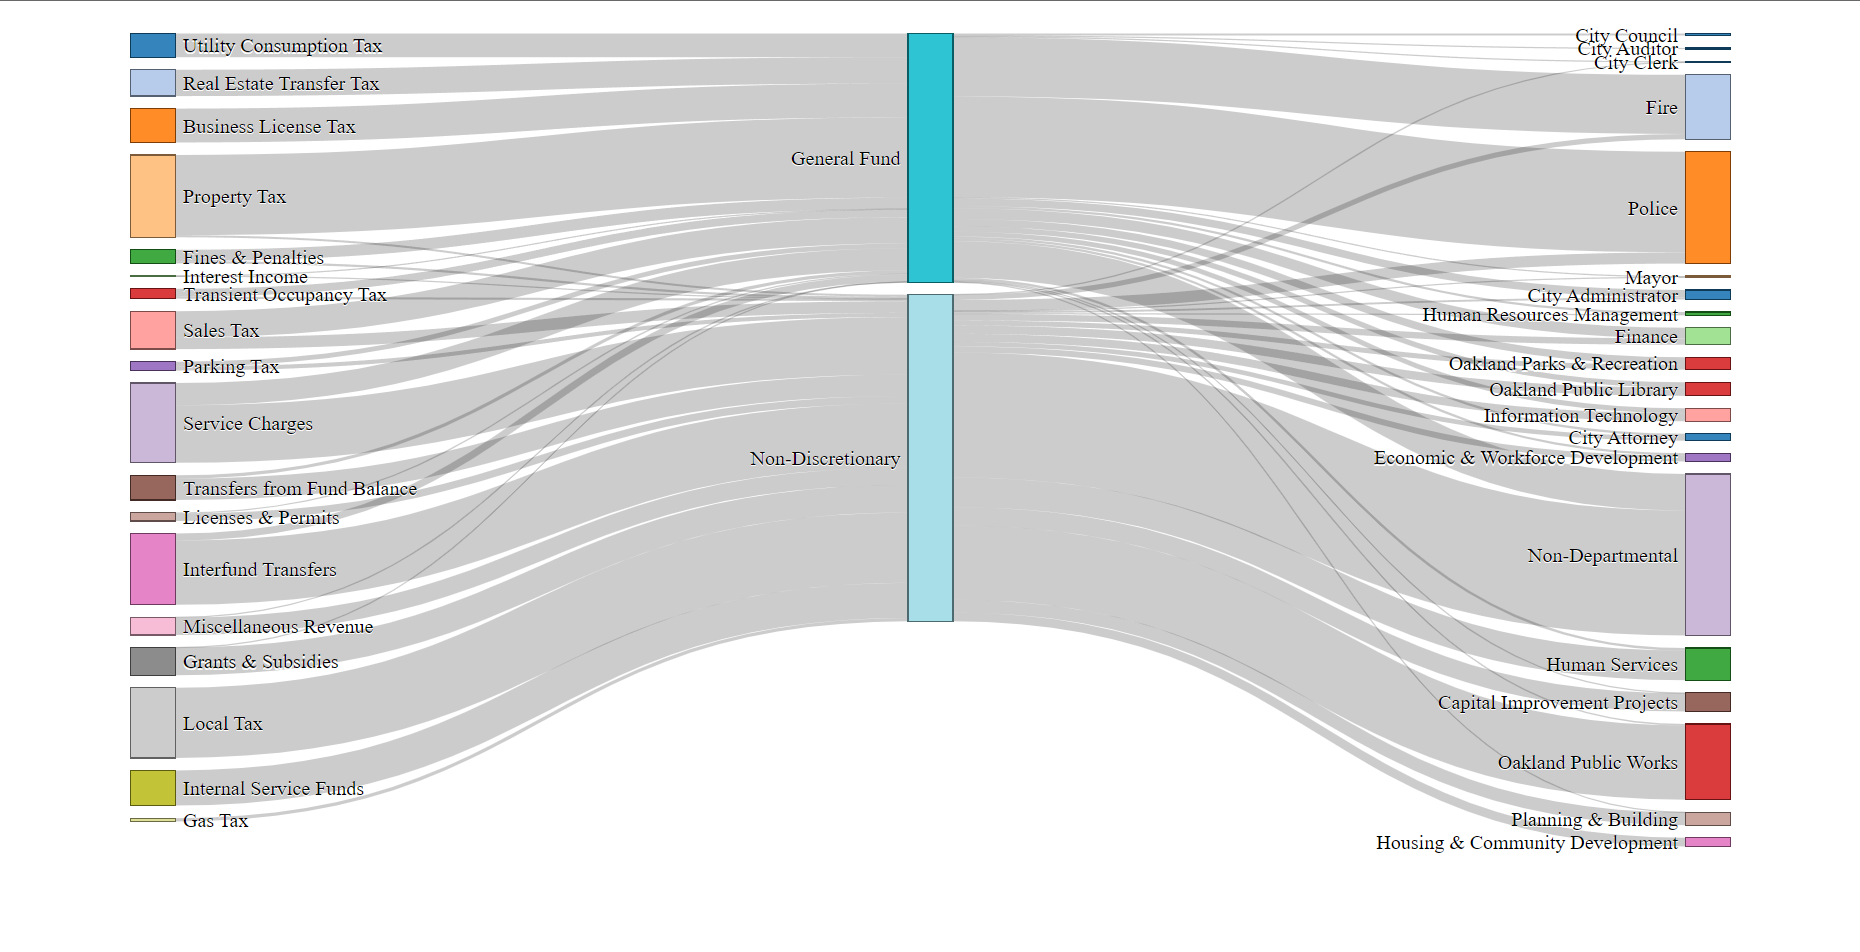 Utility Consumption Tax
Real Estate Transfer Tax
Business License Tax
Property Tax
Fines & Penalties
Interest Income
Transient Occupancy Tax
Sales Tax
Parking Tax
Service Charges
Transfers from Fund Balance
Licenses & Permits
Interfund Transfers
Miscellaneous Revenue
Grants & Subsidies
Local Tax
Internal Service Funds
Gas Tax
General Fund
Non-Discretionary
City Council
City Auditor
City Clerk
Fire
Police
Mayor
City Administrator
Human Resources Management
Finance
Oakland Parks & Recreation
Oakland Public Library
Information Technology
City Attorney
Economic & Workforce Development
Non-Departmental
Human Services
Capital Improvement Projects
Oakland Public Works
Planning & Building
Housing & Community Development